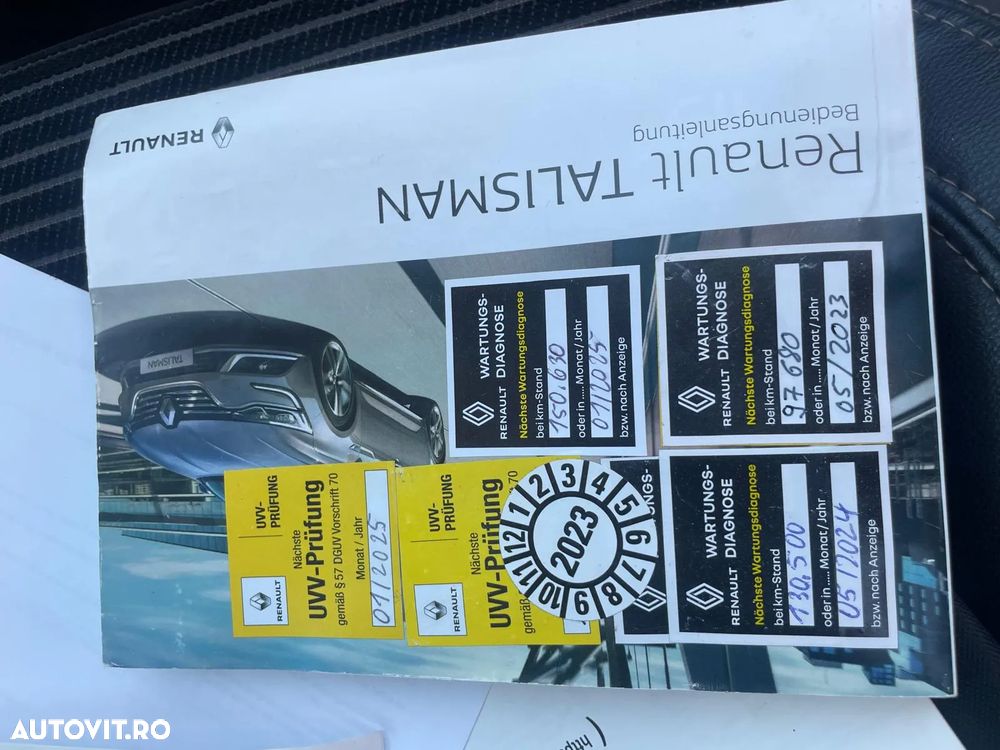 RENAULT
Renault TALISMAN
Bedienungsanleitung
TALISMAN
WARTUNGS-
RENAULT DIAGNOSE
Nächste Wartungsdiagnose
bei km-Stand
150.630
oder in ..... Monat/Jahr
01/2025
bzw. nach Anzeige
WARTUNGS-
RENAULT DIAGNOSE
Nächste Wartungsdiagnose
bei km-Stand
97 680
oder in ..... Monat/Jahr
05/2023
bzw. nach Anzeige
UVV-
PRÜFUNG
RENAULT
Nächste
UVV-Prüfung
gemäß § 57 DGUV Vorschrift 70
Monat / Jahr
01/2025
UVV-
PRÜFUNG
RENAULT
Nächste
UVV-Prüfung
gemäß
70
1 2 3 4 5 6 7 8 9 10 11 12
2023
WARTUNGS-
RENAULT DIAGNOSE
Nächste Wartungsdiagnose
bei km-Stand
130.500
oder in ..... Monat/Jahr
05/2024
bzw. nach Anzeige
AUTOVIT.RO